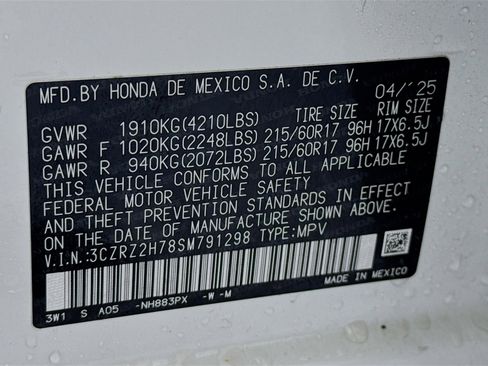 MFD.BY HONDA DE MEXICO S.A. DE C.V. 04/'25
GVWR 1910KG(4210LBS) TIRE SIZE RIM SIZE
GAWR F 1020KG(2248LBS) 215/60R17 96H 17X6.5J
GAWR R 940KG(2072LBS) 215/60R17 96H 17X6.5J
THIS VEHICLE CONFORMS TO ALL APPLICABLE
FEDERAL MOTOR VEHICLE SAFETY
AND THEFT PREVENTION STANDARDS IN EFFECT
ON THE DATE OF MANUFACTURE SHOWN ABOVE.
V.I.N.:3CZRZ2H78SM791298 TYPE:MPV
3W1 S A05 -NH883PX -W -M MADE IN MEXICO